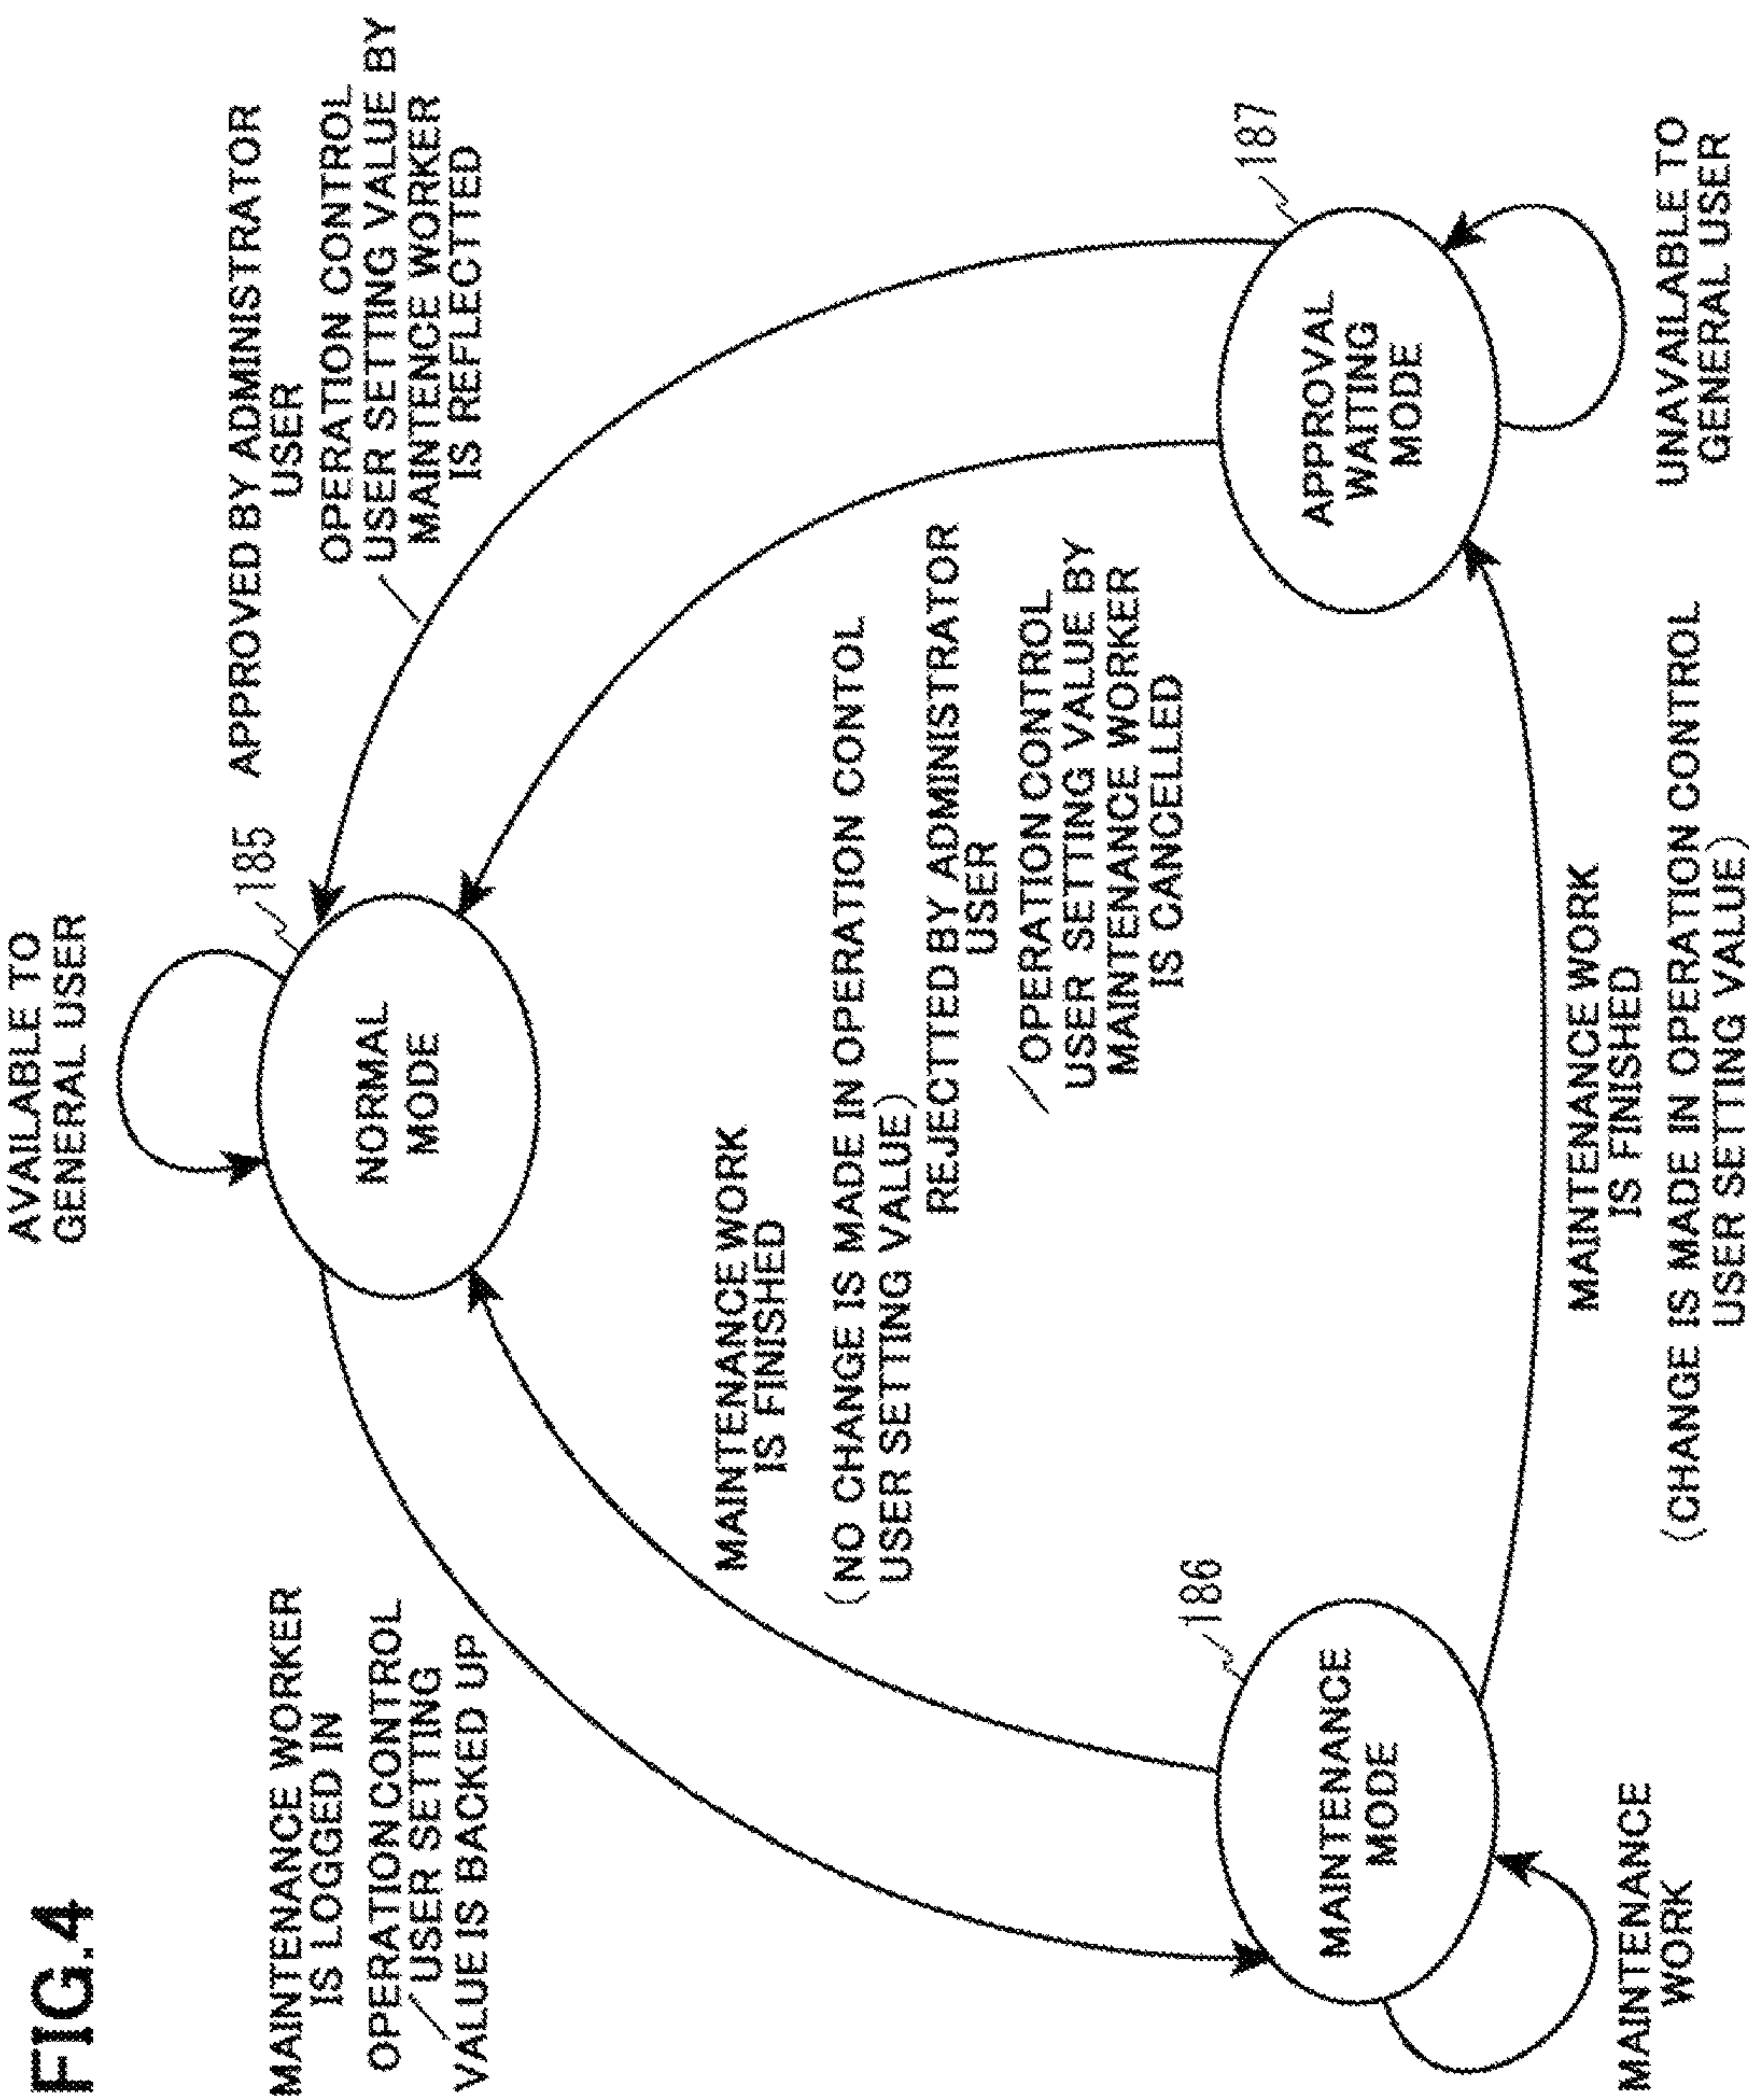 FIG.4
AVAILABLE TO
GENERAL USER
185
NORMAL
MODE
MAINTENANCE WORKER
IS LOGGED IN
OPERATION CONTROL
/ USER SETTING
VALUE IS BACKED UP
APPROVED BY ADMINISTRATOR
USER
OPERATION CONTROL
/ USER SETTING VALUE BY
MAINTENCE WORKER
IS REFLECTTED
MAINTENANCE WORK
IS FINISHED
(NO CHANGE IS MADE IN OPERATION CONTOL
USER SETTING VALUE)
REJECTTED BY ADMINISTRATOR
USER
/ OPERATION CONTROL
USER SETTING VALUE BY
MAINTENANCE WORKER
IS CANCELLED
186
MAINTENANCE
MODE
187
APPROVAL
WAITING
MODE
MAINTENANCE
WORK
MAINTENANCE WORK
IS FINISHED
(CHANGE IS MADE IN OPERATION CONTROL
USER SETTING VALUE)
UNAVAILABLE TO
GENERAL USER